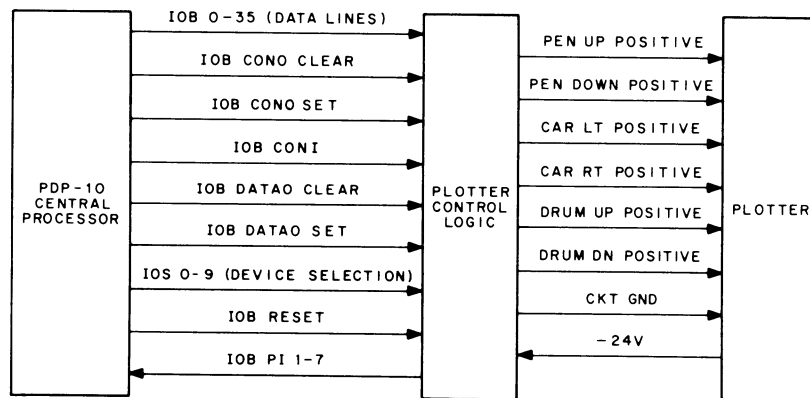 PDP-10
CENTRAL
PROCESSOR
IOB 0-35 (DATA LINES)
IOB CONO CLEAR
IOB CONO SET
IOB CONI
IOB DATAO CLEAR
IOB DATAO SET
IOS 0-9 (DEVICE SELECTION)
IOB RESET
IOB PI 1-7
PLOTTER
CONTROL
LOGIC
PEN UP POSITIVE
PEN DOWN POSITIVE
CAR LT POSITIVE
CAR RT POSITIVE
DRUM UP POSITIVE
DRUM DN POSITIVE
CKT GND
-24V
PLOTTER